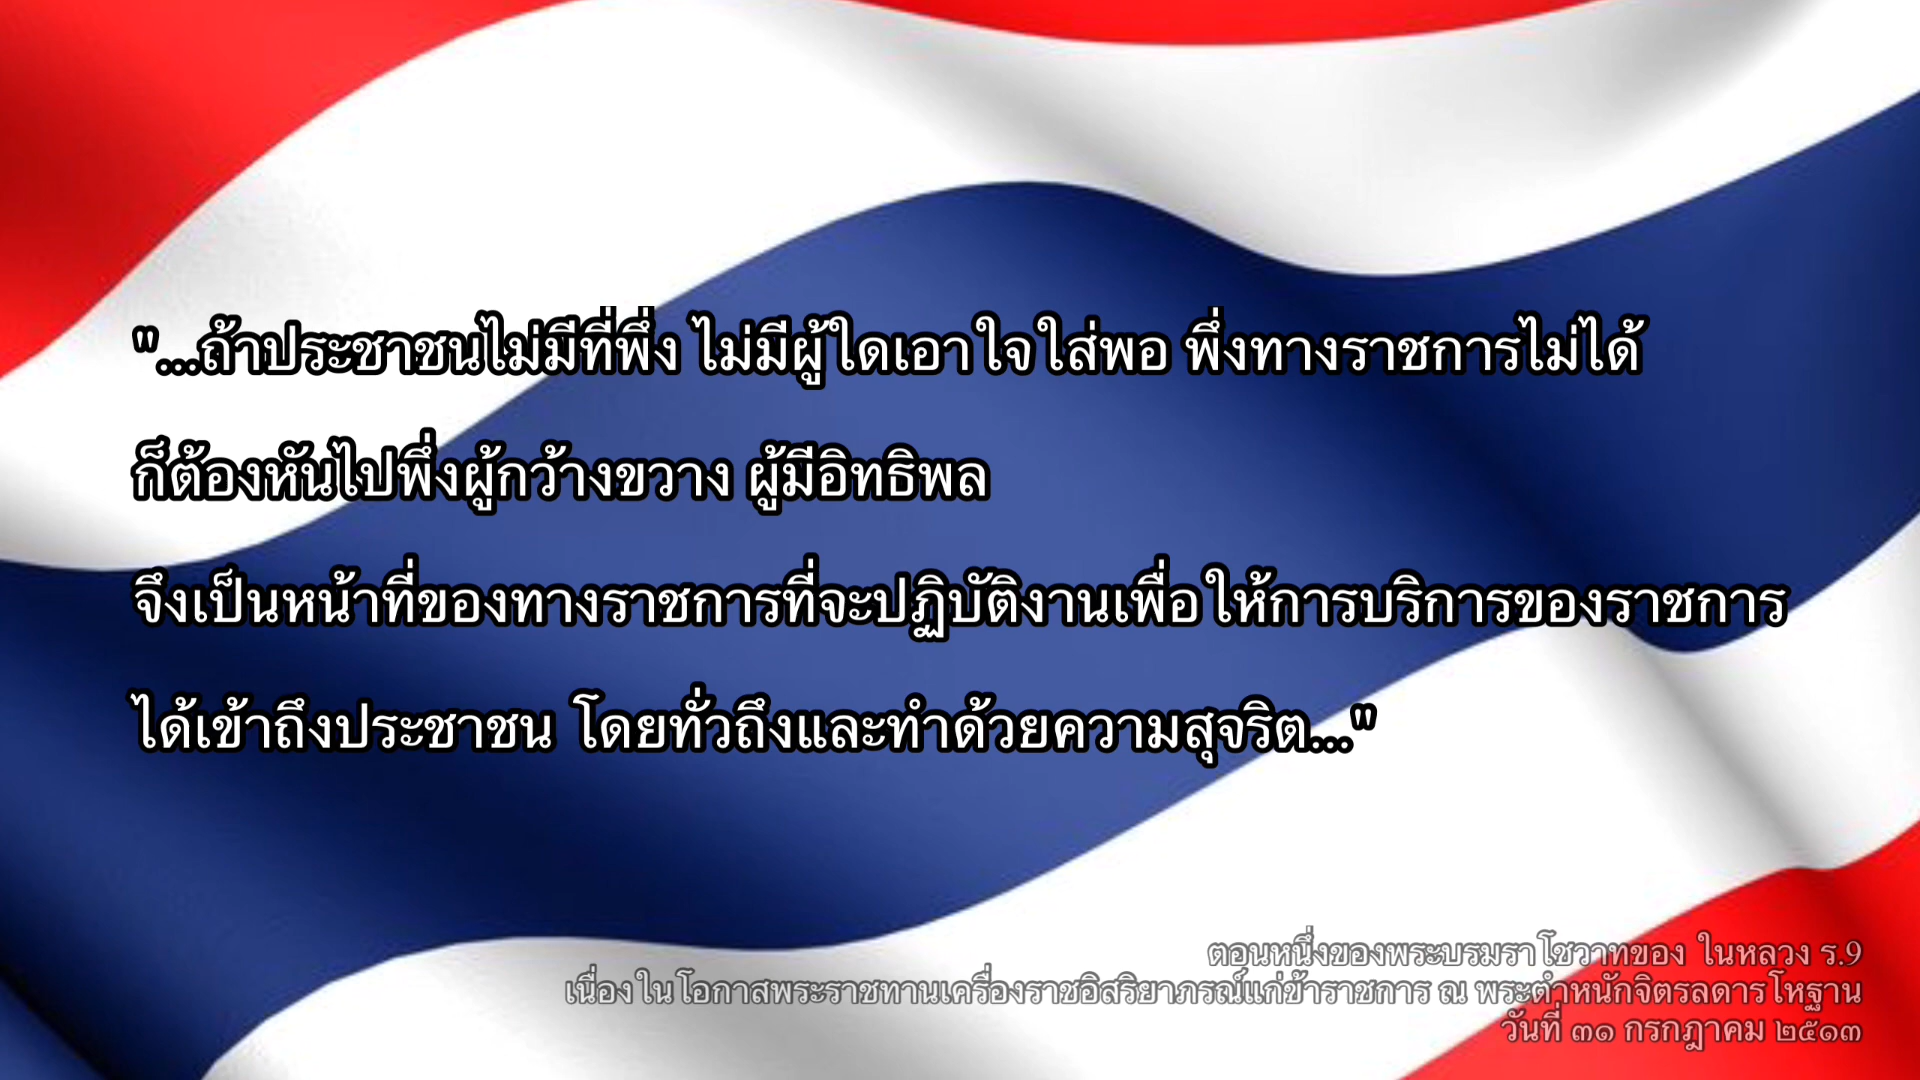 "...ถ้าประชาชนไม่มีที่พึ่ง ไม่มีผู้ใดเอาใจใส่พอ พึ่งทางราชการไม่ได้
ก็ต้องหันไปพึ่งผู้กว้างขวาง ผู้มีอิทธิพล
จึงเป็นหน้าที่ของทางราชการที่จะปฏิบัติงานเพื่อให้การบริการของราชการ
ได้เข้าถึงประชาชน โดยทั่วถึงและทำด้วยความสุจริต..."
ตอนหนึ่งของพระบรมราโชวาทของ ในหลวง ร.9
เนื่องในโอกาสพระราชทานเครื่องราชอิสริยาภรณ์แก่ข้าราชการ ณ พระตำหนักจิตรลดารโหฐาน
วันที่ ๓๑ กรกฎาคม ๒๕๑๓